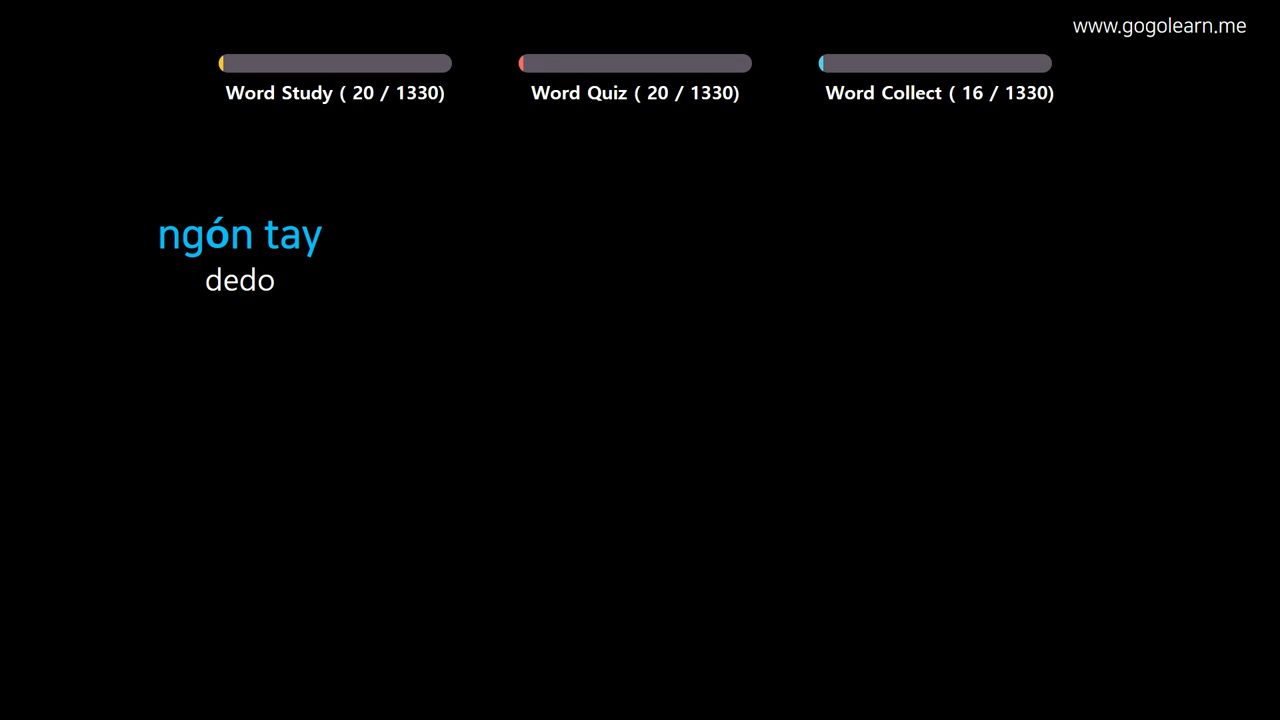 www.gogolearn.me
Word Study ( 20 / 1330)
Word Quiz ( 20 / 1330)
Word Collect ( 16 / 1330)
ngón tay
dedo